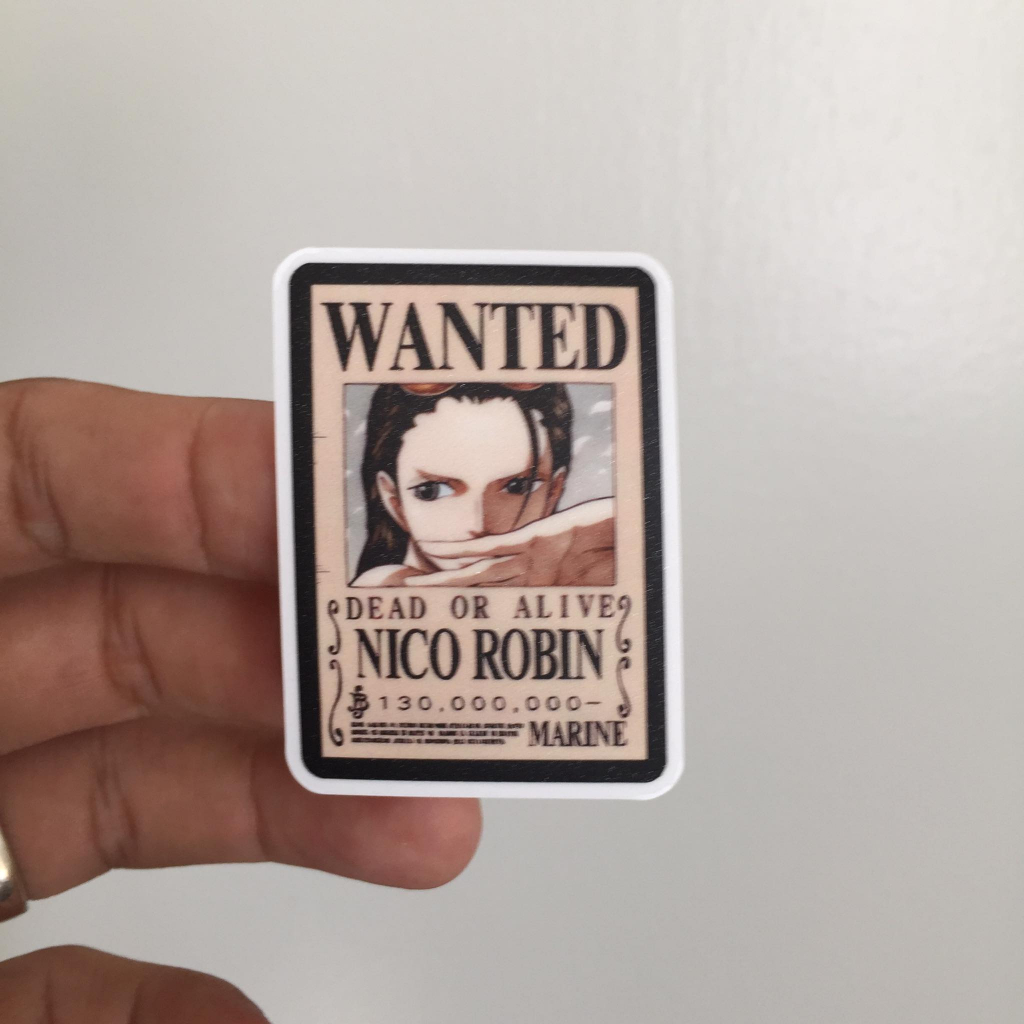 WANTED
DEAD OR ALIVE
NICO ROBIN
฿130,000,000-
MARINE